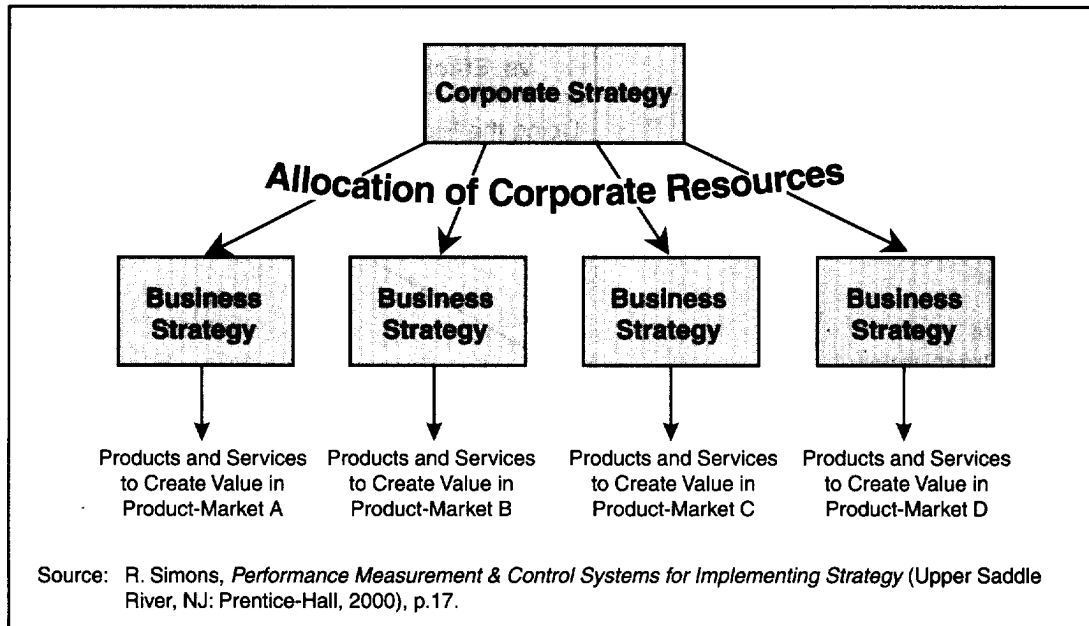 Corporate Strategy
Allocation of Corporate Resources
Business
Strategy
Business
Strategy
Business
Strategy
Business
Strategy
Products and Services
to Create Value in
Product-Market A
Products and Services
to Create Value in
Product-Market B
Products and Services
to Create Value in
Product-Market C
Products and Services
to Create Value in
Product-Market D
Source: R. Simons, Performance Measurement & Control Systems for Implementing Strategy (Upper Saddle
River, NJ: Prentice-Hall, 2000), p.17.